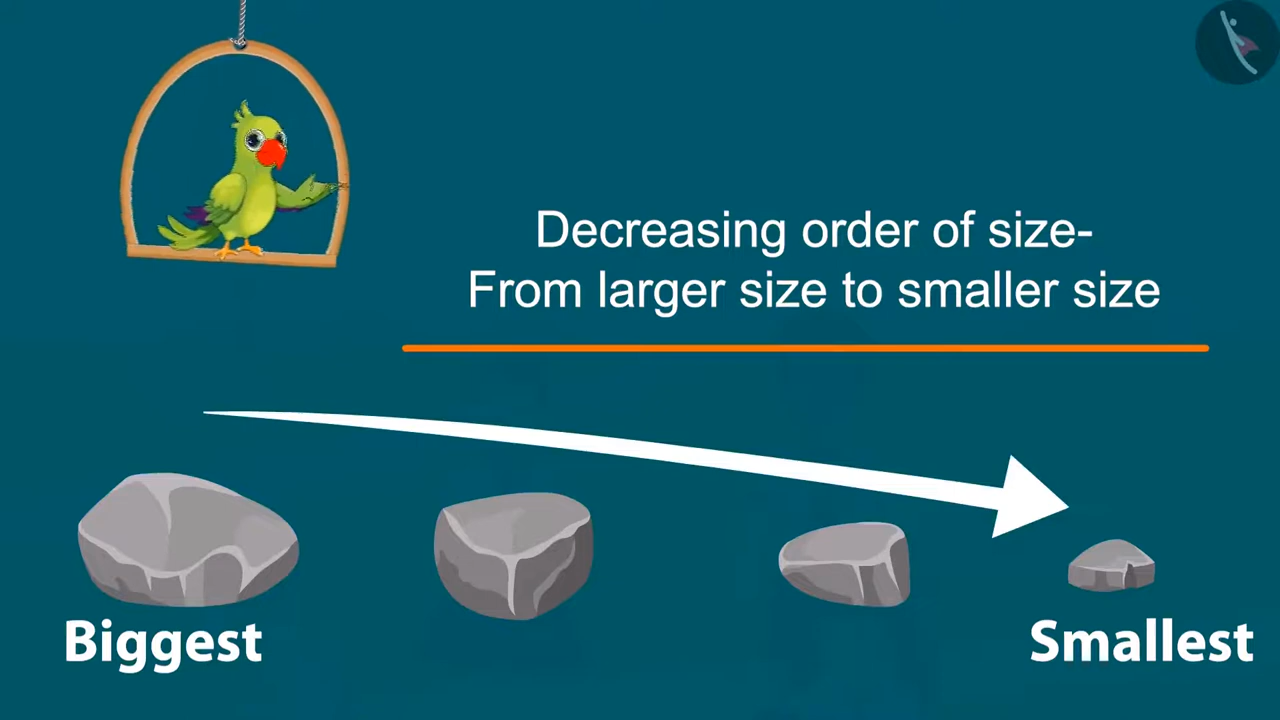 Decreasing order of size-
From larger size to smaller size
Biggest
Smallest